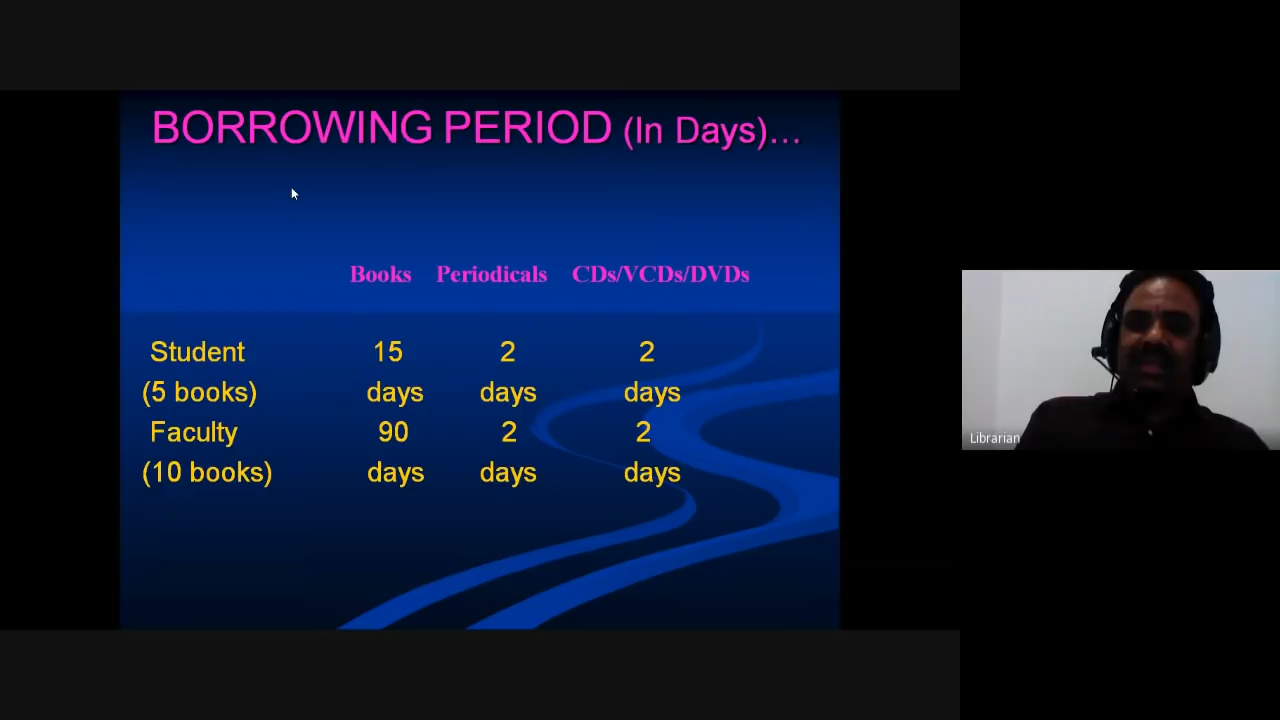 BORROWING PERIOD (In Days)...
Books Periodicals CDs/VCDs/DVDs
Student 15 2 2
(5 books) days days days
Faculty 90 2 2
(10 books) days days days
Librarian